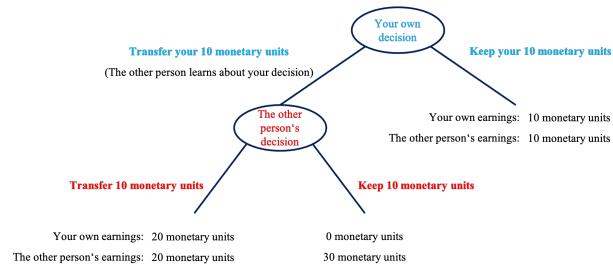 Your own
decision
Transfer your 10 monetary units
Keep your 10 monetary units
(The other person learns about your decision)
The other
person's
decision
Your own earnings: 10 monetary units
The other person's earnings: 10 monetary units
Transfer 10 monetary units
Keep 10 monetary units
Your own earnings: 20 monetary units 0 monetary units
The other person's earnings: 20 monetary units 30 monetary units